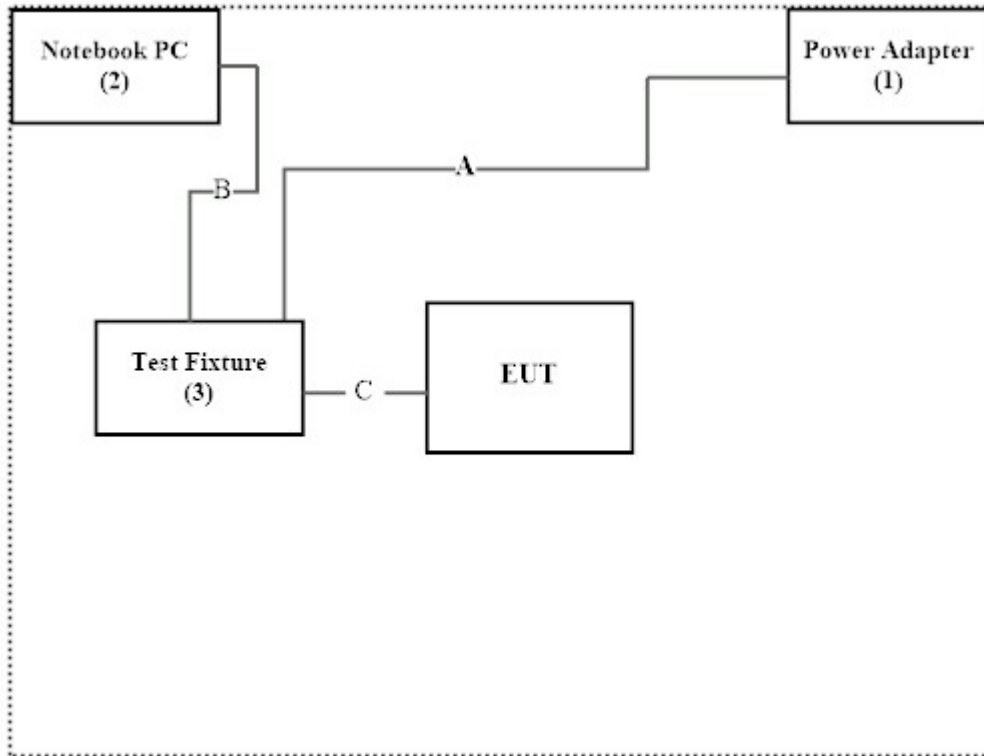 Notebook PC
(2)
Power Adapter
(1)
A
B
Test Fixture
(3)
C
EUT